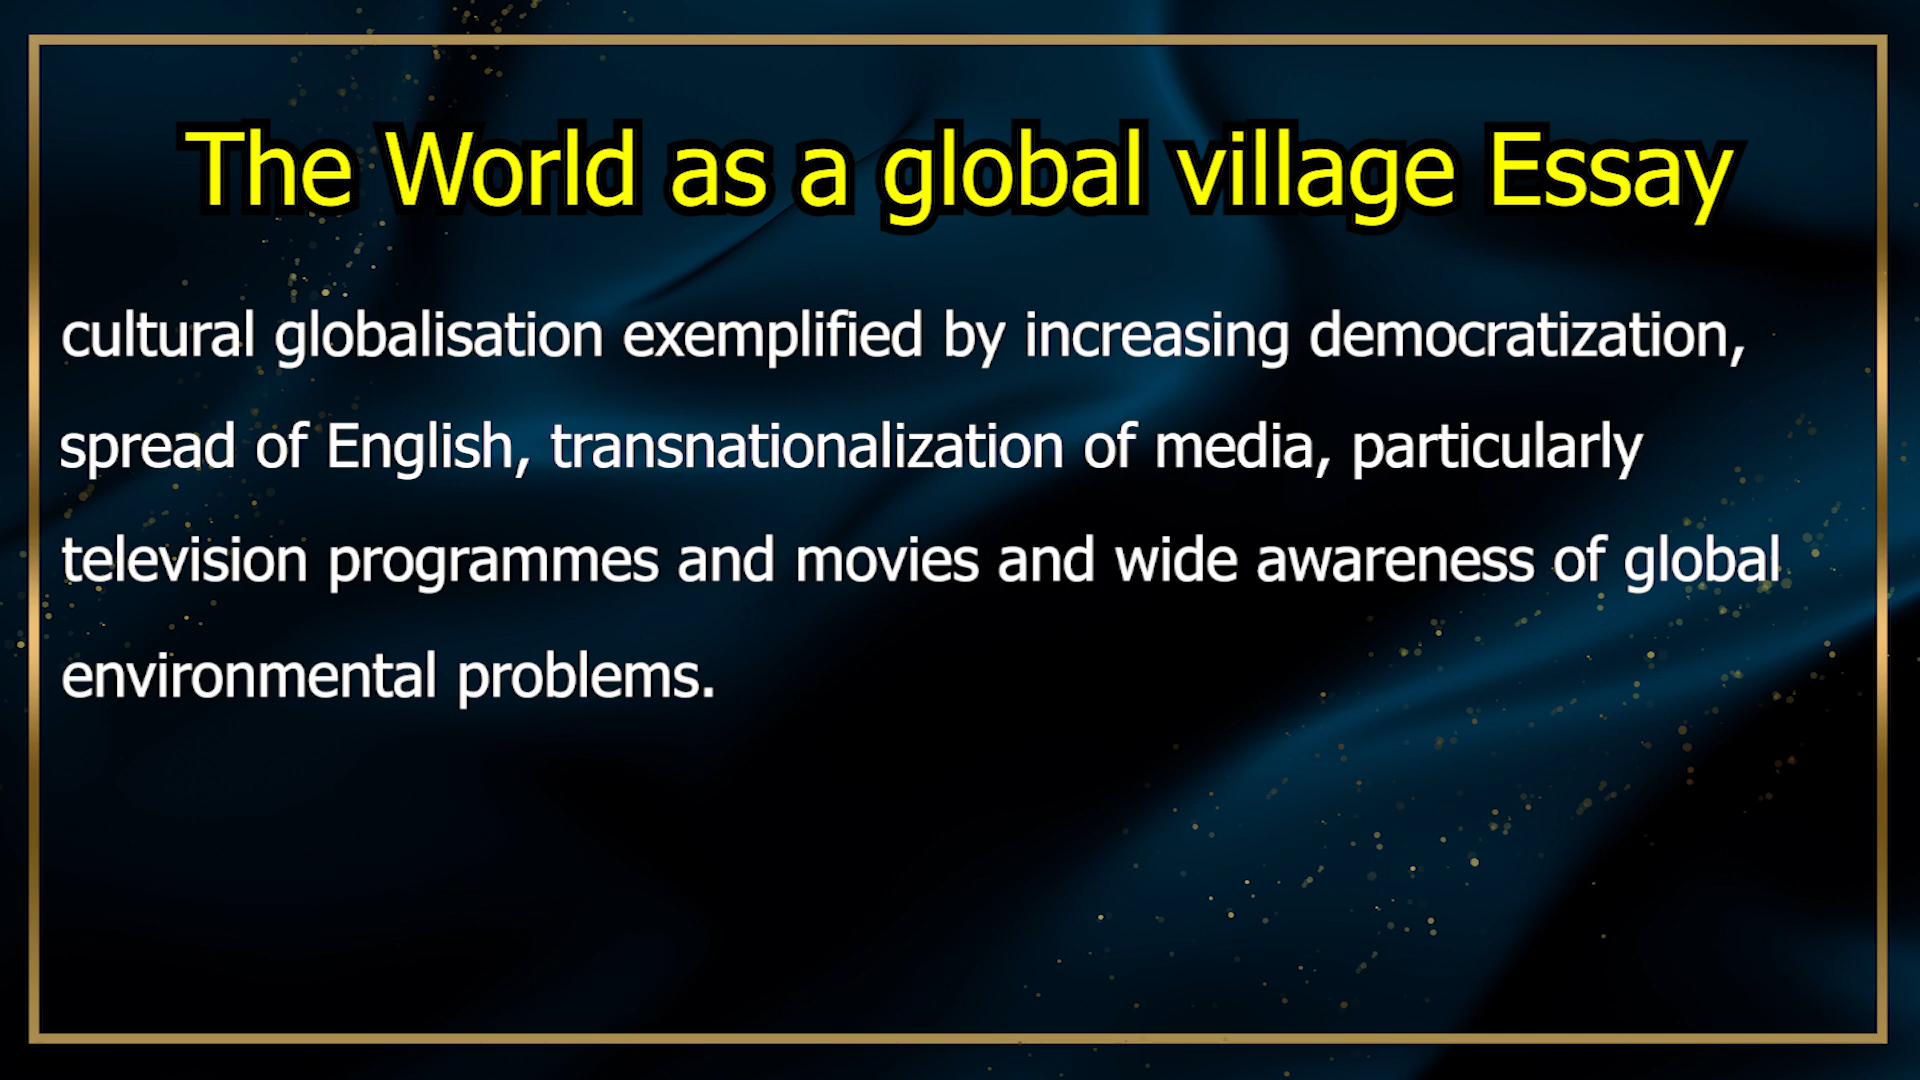 The World as a global village Essay
cultural globalisation exemplified by increasing democratization,
spread of English, transnationalization of media, particularly
television programmes and movies and wide awareness of global
environmental problems.